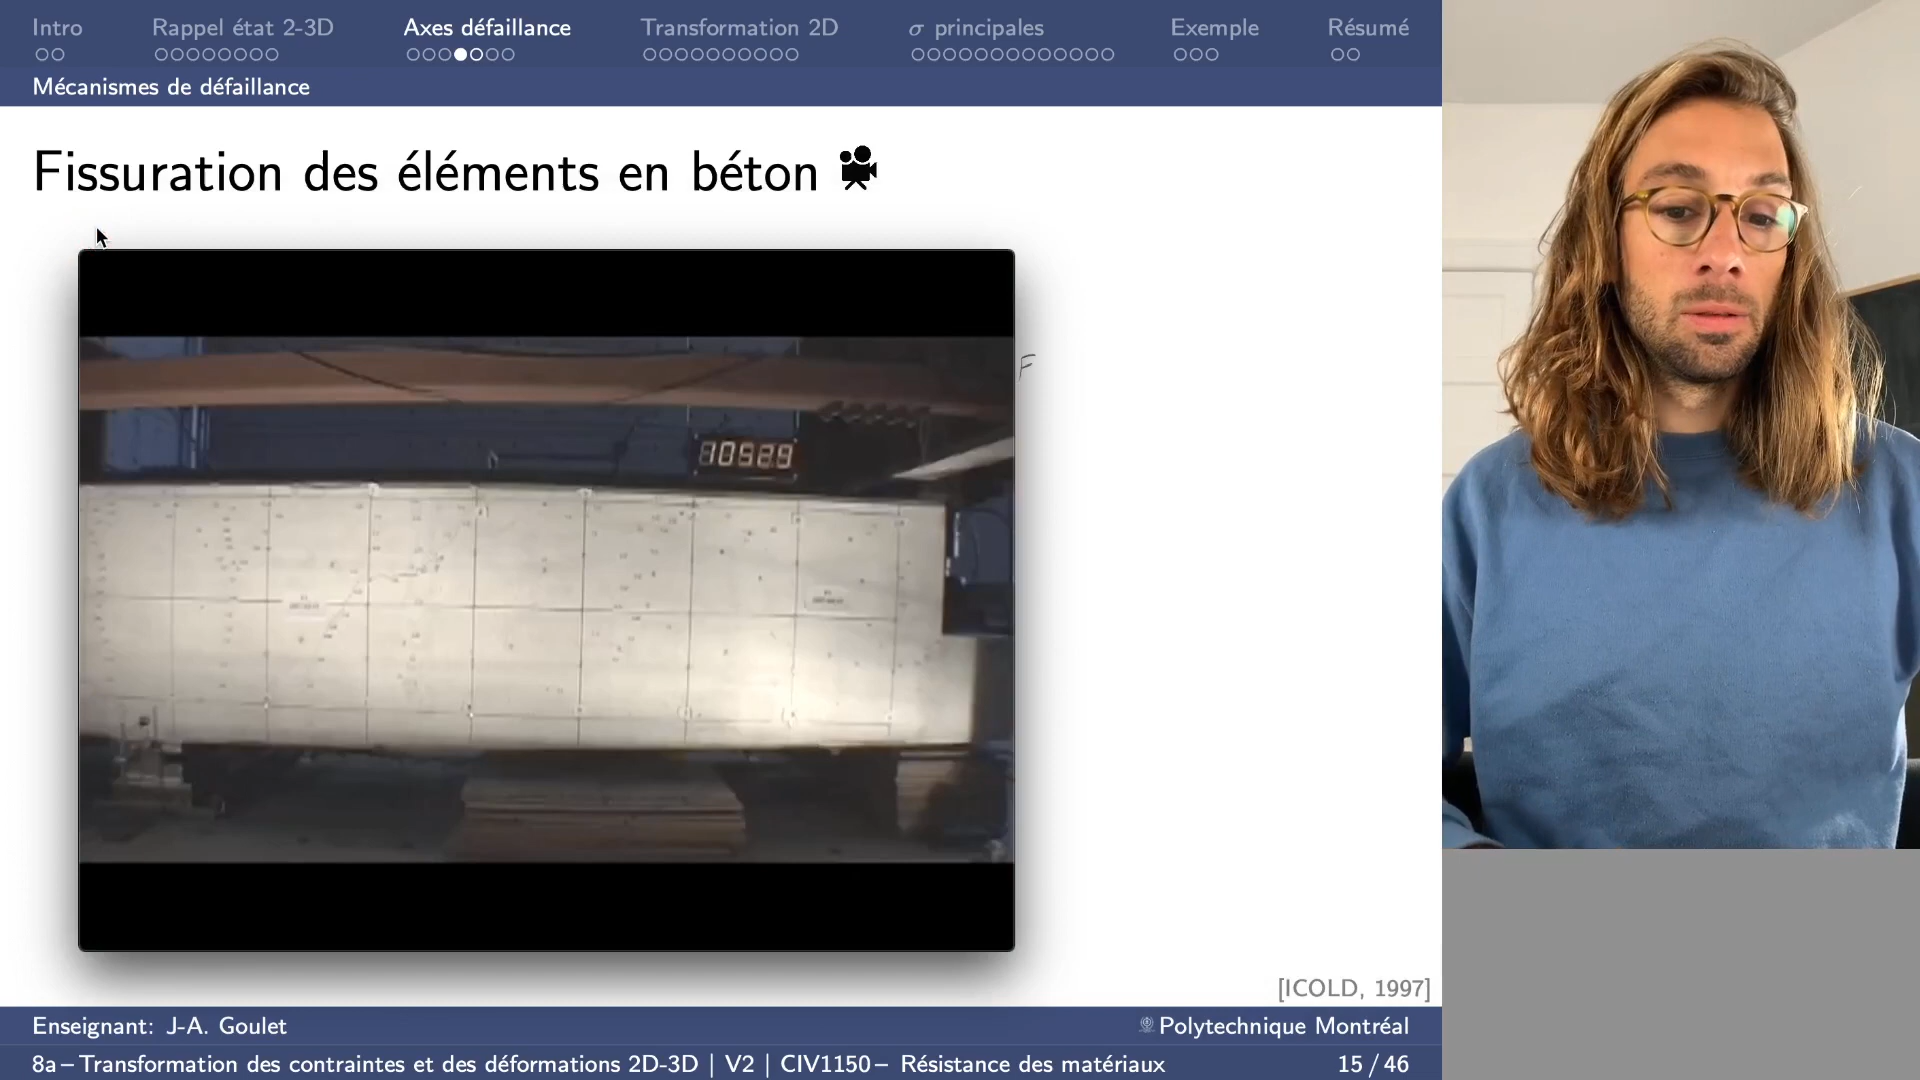 Intro Rappel état 2-3D Axes défaillance Transformation 2D σ principales Exemple Résumé
Mécanismes de défaillance
Fissuration des éléments en béton
F
10529
[ICOLD, 1997]
Enseignant: J-A. Goulet Polytechnique Montréal
8a – Transformation des contraintes et des déformations 2D-3D | V2 | CIV1150 – Résistance des matériaux 15 / 46